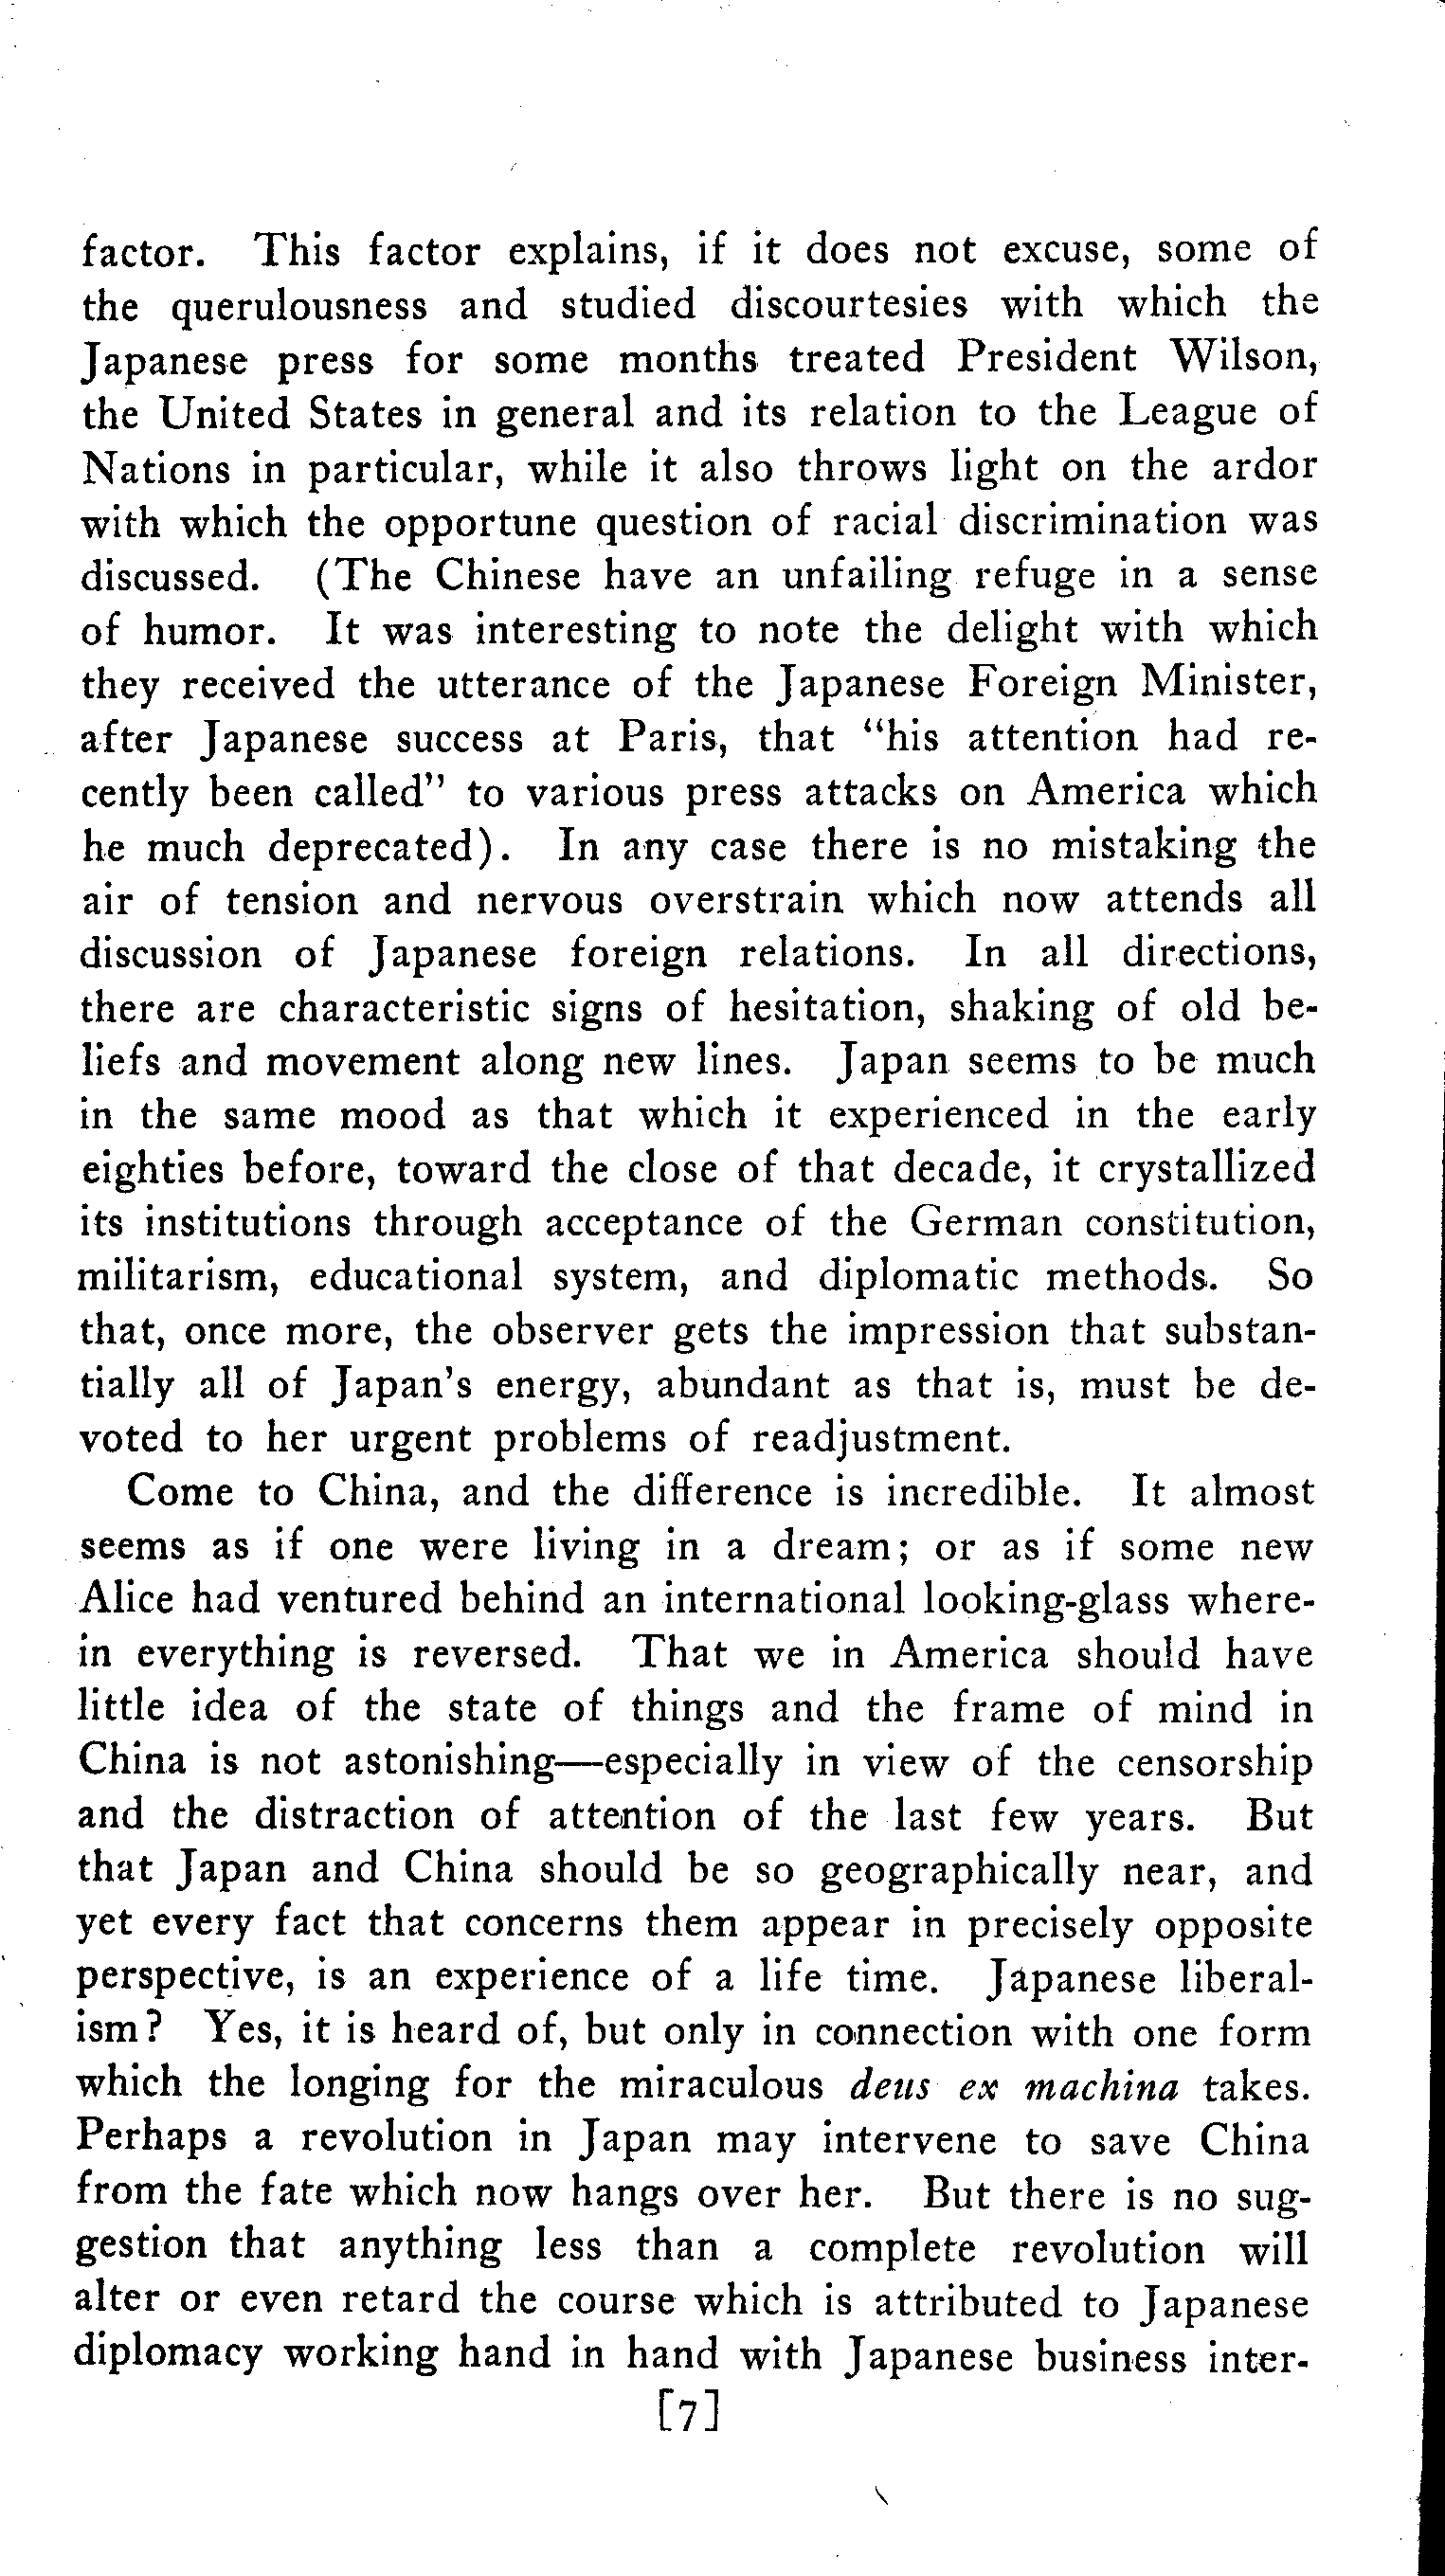 factor. This factor explains, if it does not excuse, some of
the querulousness and studied discourtesies with which the
Japanese press for some months treated President Wilson,
the United States in general and its relation to the League of
Nations in particular, while it also throws light on the ardor
with which the opportune question of racial discrimination was
discussed. (The Chinese have an unfailing refuge in a sense
of humor. It was interesting to note the delight with which
they received the utterance of the Japanese Foreign Minister,
after Japanese success at Paris, that "his attention had re-
cently been called" to various press attacks on America which
he much deprecated). In any case there is no mistaking the
air of tension and nervous overstrain which now attends all
discussion of Japanese foreign relations. In all directions,
there are characteristic signs of hesitation, shaking of old be-
liefs and movement along new lines. Japan seems to be much
in the same mood as that which it experienced in the early
eighties before, toward the close of that decade, it crystallized
its institutions through acceptance of the German constitution,
militarism, educational system, and diplomatic methods. So
that, once more, the observer gets the impression that substan-
tially all of Japan's energy, abundant as that is, must be de-
voted to her urgent problems of readjustment.
Come to China, and the difference is incredible. It almost
seems as if one were living in a dream; or as if some new
Alice had ventured behind an international looking-glass where-
in everything is reversed. That we in America should have
little idea of the state of things and the frame of mind in
China is not astonishing—especially in view of the censorship
and the distraction of attention of the last few years. But
that Japan and China should be so geographically near, and
yet every fact that concerns them appear in precisely opposite
perspective, is an experience of a life time. Japanese liberal-
ism? Yes, it is heard of, but only in connection with one form
which the longing for the miraculous deus ex machina takes.
Perhaps a revolution in Japan may intervene to save China
from the fate which now hangs over her. But there is no sug-
gestion that anything less than a complete revolution will
alter or even retard the course which is attributed to Japanese
diplomacy working hand in hand with Japanese business inter-
[7]